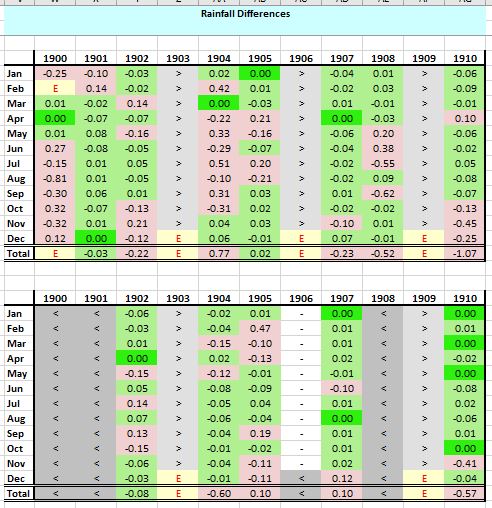 Rainfall Differences
1900 1901 1902 1903 1904 1905 1906 1907 1908 1909 1910
Jan -0.25 -0.10 -0.03 > 0.02 0.00 > -0.04 0.01 > -0.06
Feb E 0.14 -0.02 > 0.42 0.01 > -0.02 0.03 > -0.09
Mar 0.01 -0.02 0.14 > 0.00 -0.03 > 0.01 -0.01 > -0.01
Apr 0.00 -0.07 -0.07 > -0.22 0.21 > 0.00 -0.03 > 0.10
May 0.01 0.08 -0.16 > 0.33 -0.16 > -0.06 0.20 > -0.06
Jun 0.27 -0.08 -0.05 > -0.29 -0.07 > -0.04 0.38 > -0.02
Jul -0.15 0.01 0.05 > 0.51 0.20 > -0.02 -0.55 > 0.05
Aug -0.81 0.01 -0.05 > -0.10 -0.21 > -0.02 0.09 > -0.08
Sep -0.30 0.06 0.01 > 0.31 0.03 > 0.01 -0.62 > -0.07
Oct 0.32 -0.07 -0.13 > -0.31 0.02 > -0.02 -0.02 > -0.13
Nov -0.32 0.01 0.21 > 0.04 0.03 > -0.10 0.01 > -0.45
Dec 0.12 0.00 -0.12 E 0.06 -0.01 E 0.07 -0.01 E -0.25
Total E -0.03 -0.22 E 0.77 0.02 E -0.23 -0.52 E -1.07
1900 1901 1902 1903 1904 1905 1906 1907 1908 1909 1910
Jan < < -0.06 > -0.02 0.01 - 0.00 < > 0.00
Feb < < -0.03 > -0.04 0.47 - 0.01 < > 0.01
Mar < < 0.01 > -0.15 -0.10 - 0.01 < > 0.00
Apr < < 0.00 > 0.02 -0.13 - 0.02 < > -0.02
May < < -0.15 > -0.12 -0.01 - -0.01 < > 0.00
Jun < < 0.05 > -0.08 -0.09 - -0.10 < > -0.08
Jul < < 0.14 > -0.05 0.04 - 0.01 < > 0.02
Aug < < 0.07 > -0.06 -0.04 - 0.00 < > -0.06
Sep < < 0.13 > -0.04 0.19 - 0.01 < > 0.01
Oct < < -0.15 > -0.01 -0.02 - 0.01 < > 0.00
Nov < < -0.06 > -0.04 -0.11 - 0.02 < > -0.41
Dec < < -0.03 E -0.01 -0.11 < 0.12 < E -0.04
Total < < -0.08 E -0.60 0.10 < 0.10 < E -0.57